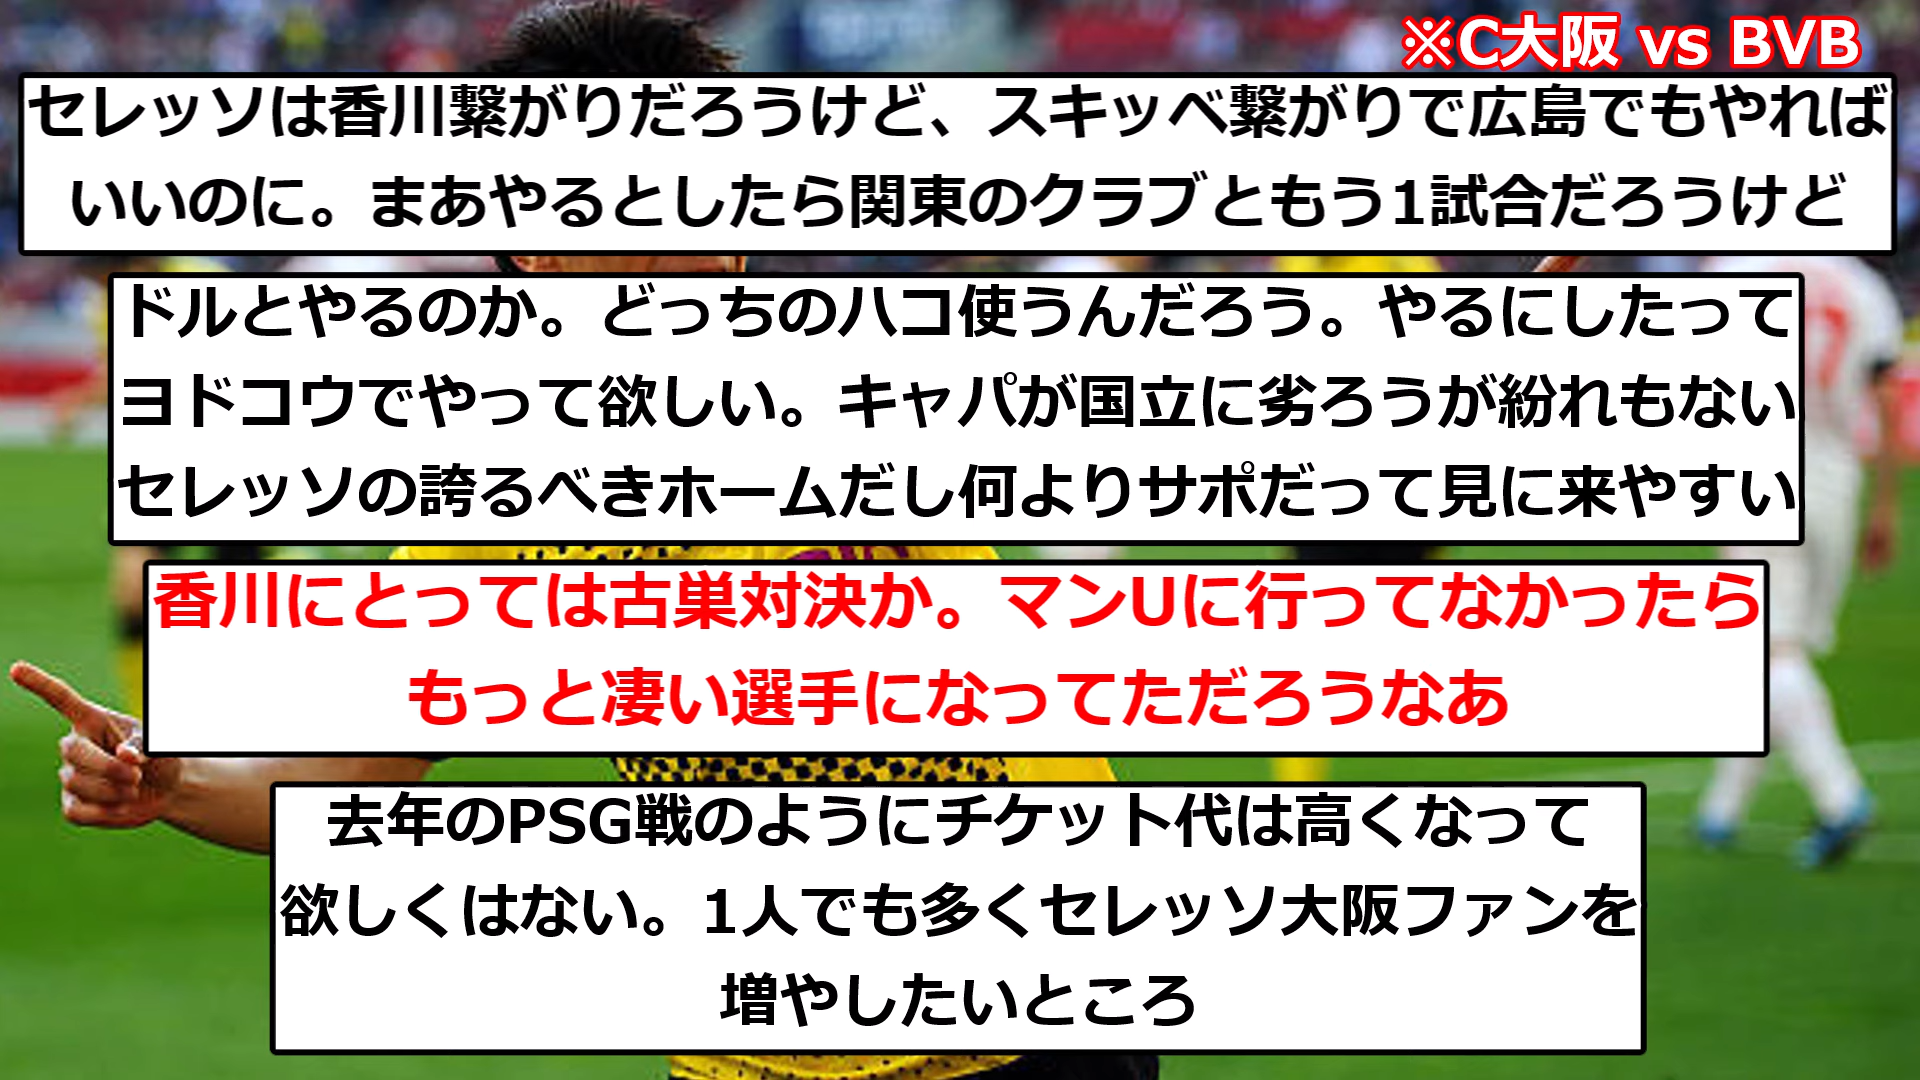 ※C大阪 vs BVB
セレッソは香川繋がりだろうけど、スキッベ繋がりで広島でもやれば
いいのに。まあやるとしたら関東のクラブともう1試合だろうけど
ドルとやるのか。どっちのハコ使うんだろう。やるにしたって
ヨドコウでやって欲しい。キャパが国立に劣ろうが紛れもない
セレッソの誇るべきホームだし何よりサポだって見に来やすい
香川にとっては古巣対決か。マンUに行ってなかったら
もっと凄い選手になってただろうなあ
去年のPSG戦のようにチケット代は高くなって
欲しくはない。1人でも多くセレッソ大阪ファンを
増やしたいところ